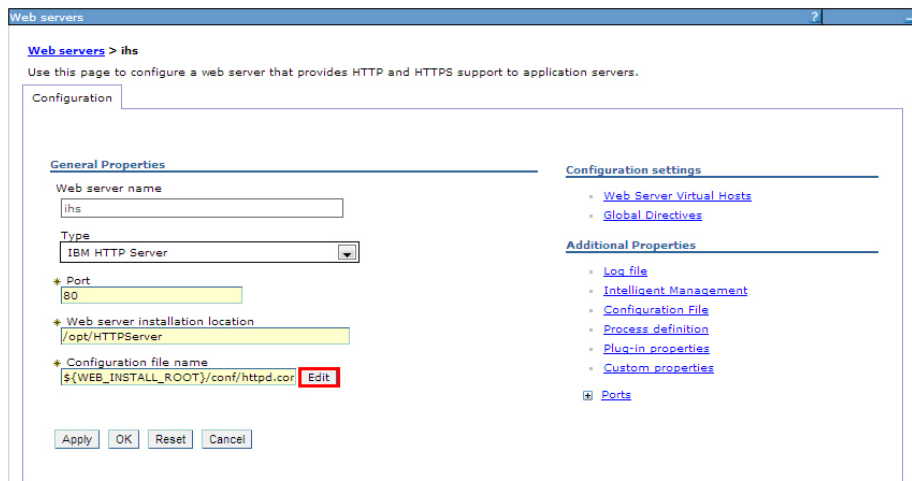 Web servers
?
Web servers > ihs
Use this page to configure a web server that provides HTTP and HTTPS support to application servers.
Configuration
General Properties
Web server name
ihs
Type
IBM HTTP Server
* Port
80
* Web server installation location
/opt/HTTPServer
* Configuration file name
${WEB_INSTALL_ROOT}/conf/httpd.cor Edit
Apply OK Reset Cancel
Configuration settings
Web Server Virtual Hosts
Global Directives
Additional Properties
Log file
Intelligent Management
Configuration File
Process definition
Plug-in properties
Custom properties
Ports